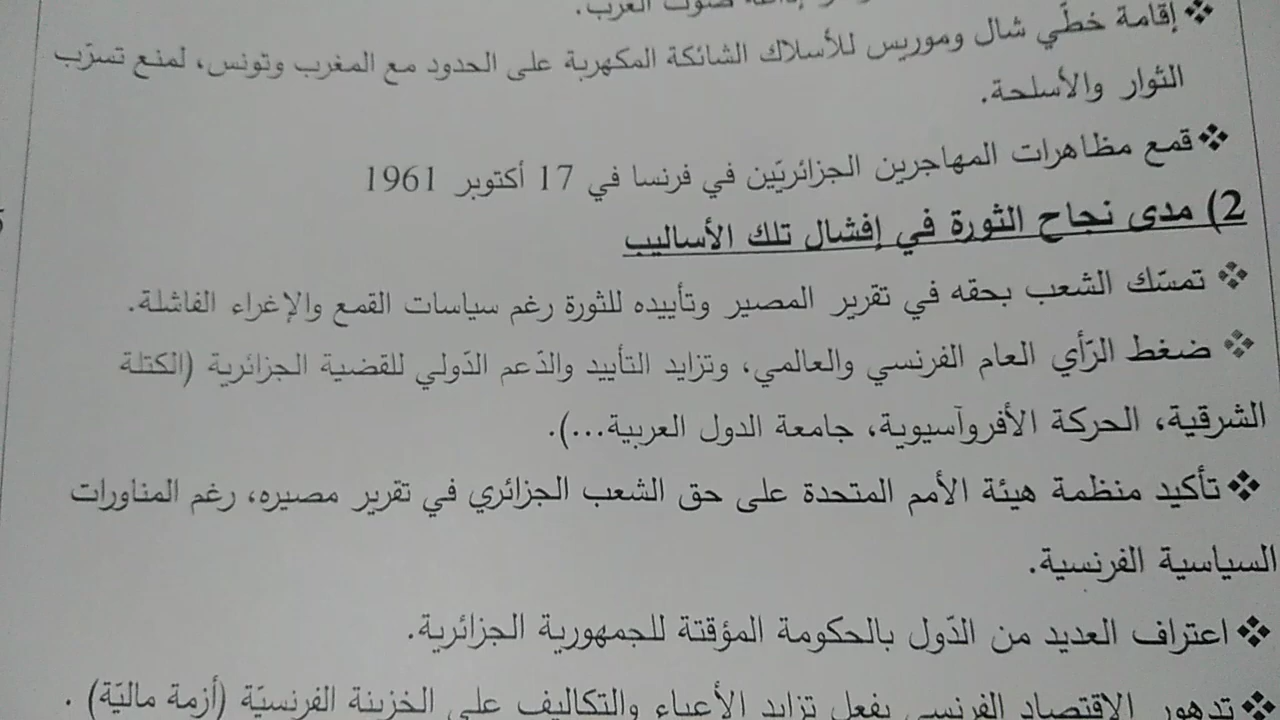 صوت العرب.
❖ إقامة خطّي شال وموريس للأسلاك الشائكة المكهربة على الحدود مع المغرب وتونس، لمنع تسرّب
الثوار والأسلحة.
❖ قمع مظاهرات المهاجرين الجزائريّين في فرنسا في 17 أكتوبر 1961
2) مدى نجاح الثورة في إفشال تلك الأساليب
❖ تمسّك الشعب بحقه في تقرير المصير وتأييده للثورة رغم سياسات القمع والإغراء الفاشلة.
❖ ضغط الرّأي العام الفرنسي والعالمي، وتزايد التأييد والدّعم الدّولي للقضية الجزائرية (الكتلة
الشرقية، الحركة الأفروآسيوية، جامعة الدول العربية...).
❖ تأكيد منظمة هيئة الأمم المتحدة على حق الشعب الجزائري في تقرير مصيره، رغم المناورات
السياسية الفرنسية.
❖ اعتراف العديد من الدّول بالحكومة المؤقتة للجمهورية الجزائرية.
❖ تدهور الاقتصاد الفرنسي بفعل تزايد الأعباء والتكاليف على الخزينة الفرنسيّة (أزمة ماليّة) .